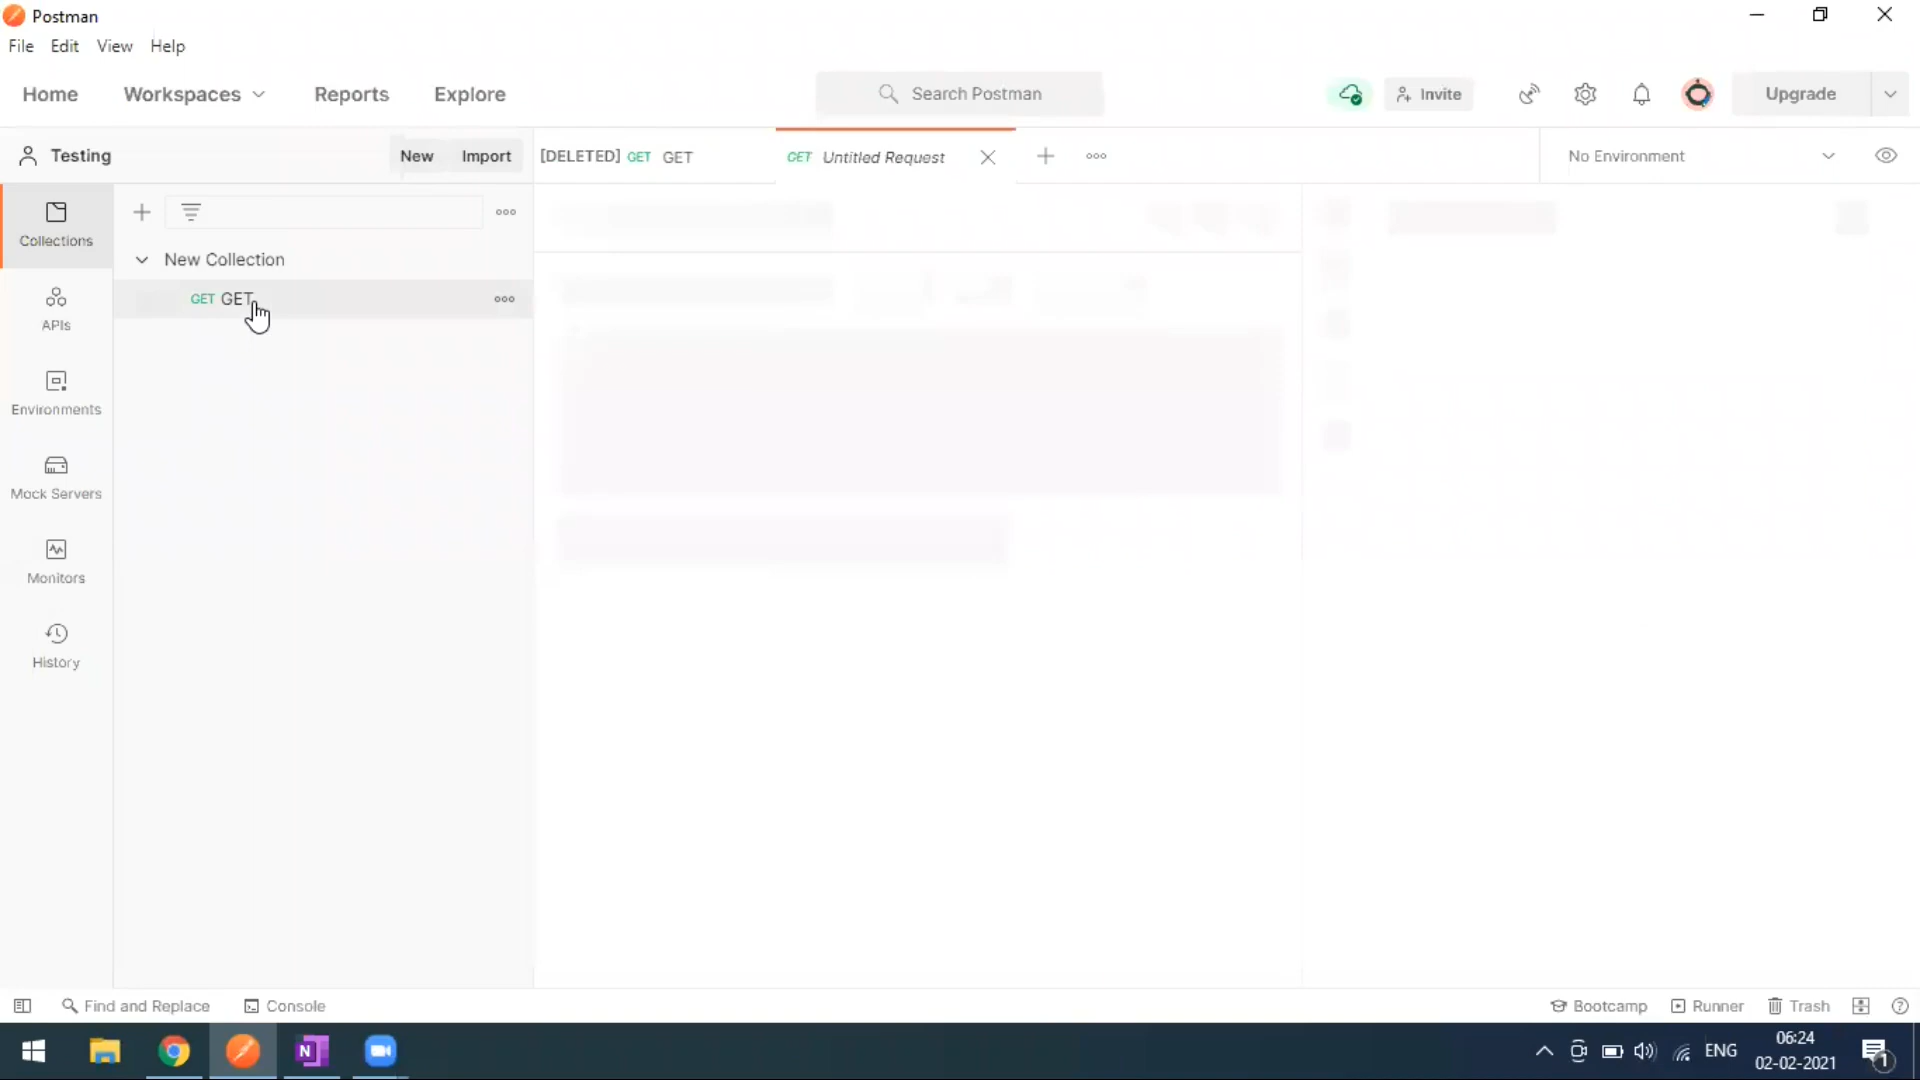 Postman
File Edit View Help
Home Workspaces Reports Explore Search Postman Invite Upgrade
Testing New Import [DELETED] GET GET GET Untitled Request No Environment
Collections
New Collection
GET GET
APIs
Environments
Mock Servers
Monitors
History
Find and Replace Console Bootcamp Runner Trash
N ENG 06:24
02-02-2021 1